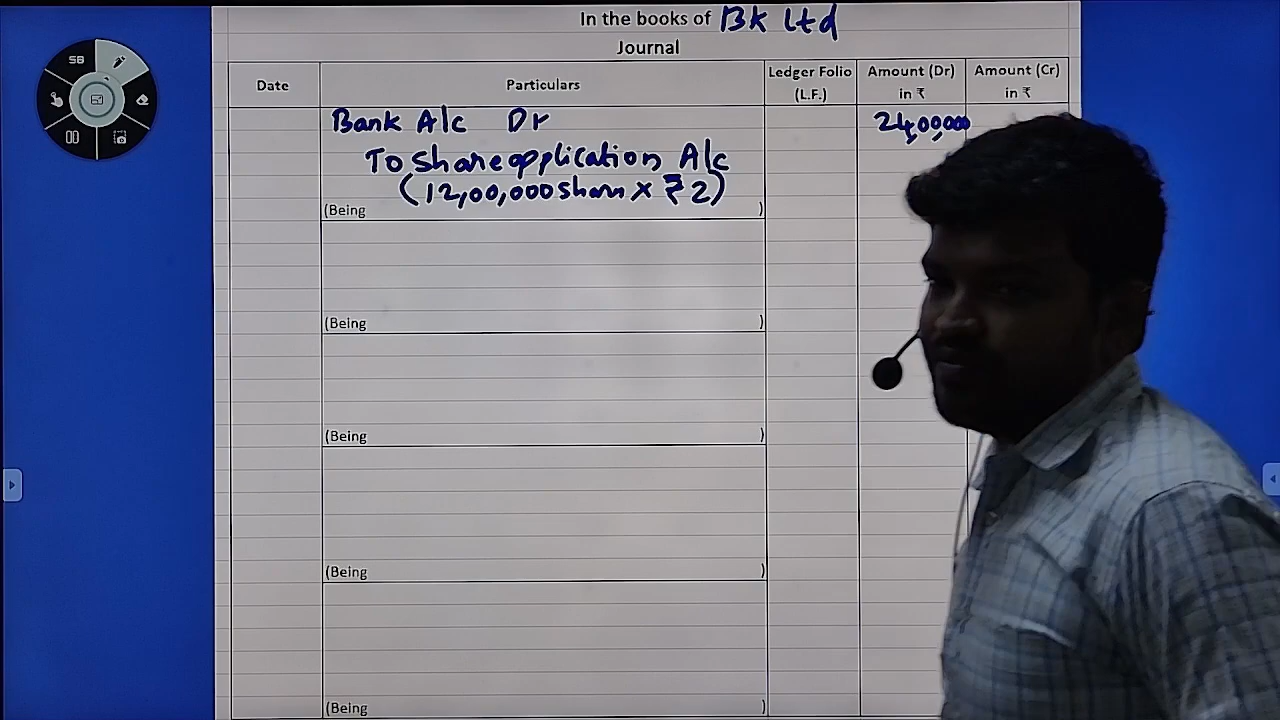 In the books of Bk Ltd
Journal
Date Particulars Ledger Folio (L.F.) Amount (Dr) in ₹ Amount (Cr) in ₹
Bank A/c Dr 24,00,000
To Share application A/c
(12,00,000 Shares x ₹ 2)
(Being )
(Being )
(Being )
(Being )
(Being )
SB